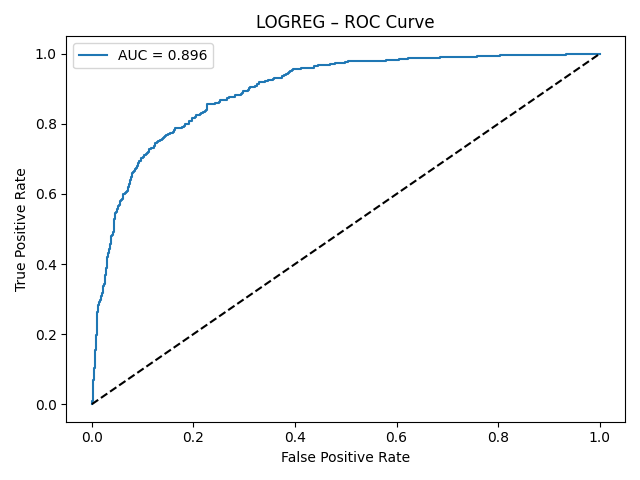 LOGREG – ROC Curve
AUC = 0.896
True Positive Rate
1.0
0.8
0.6
0.4
0.2
0.0
0.0 0.2 0.4 0.6 0.8 1.0
False Positive Rate